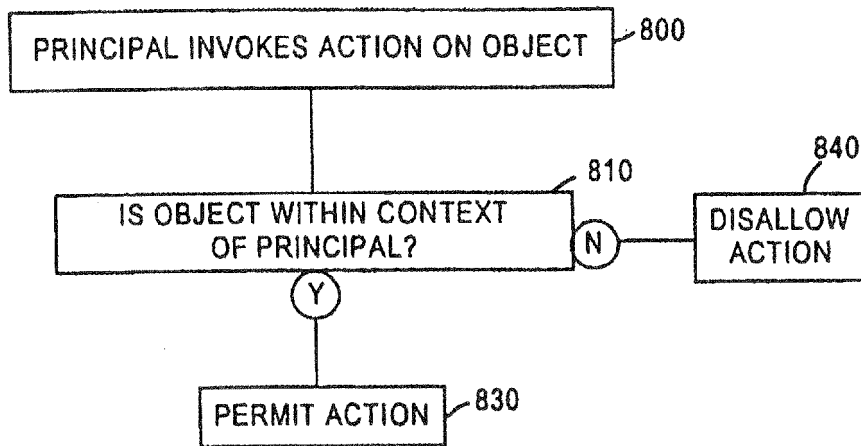 PRINCIPAL INVOKES ACTION ON OBJECT
800
810
IS OBJECT WITHIN CONTEXT
OF PRINCIPAL?
N
840
DISALLOW
ACTION
Y
PERMIT ACTION
830